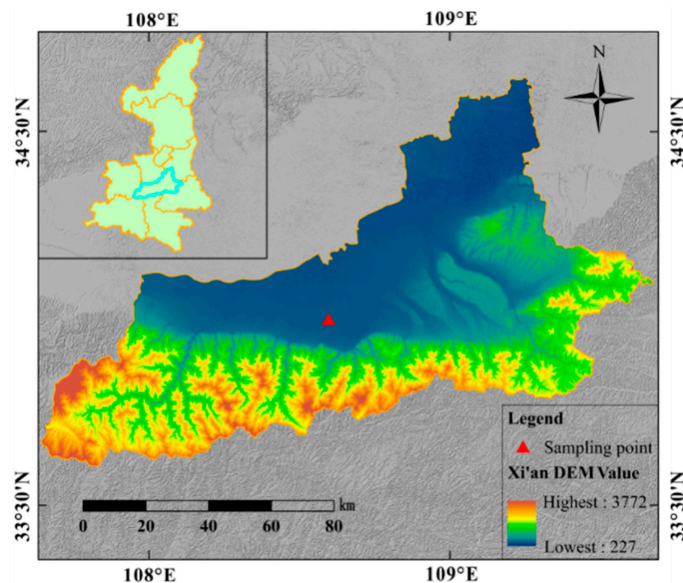 108°E
109°E
N
34°30'N
34°30'N
Legend
Sampling point
Xi'an DEM Value
Highest : 3772
Lowest : 227
km
0 20 40 60 80
33°30'N
33°30'N
108°E
109°E